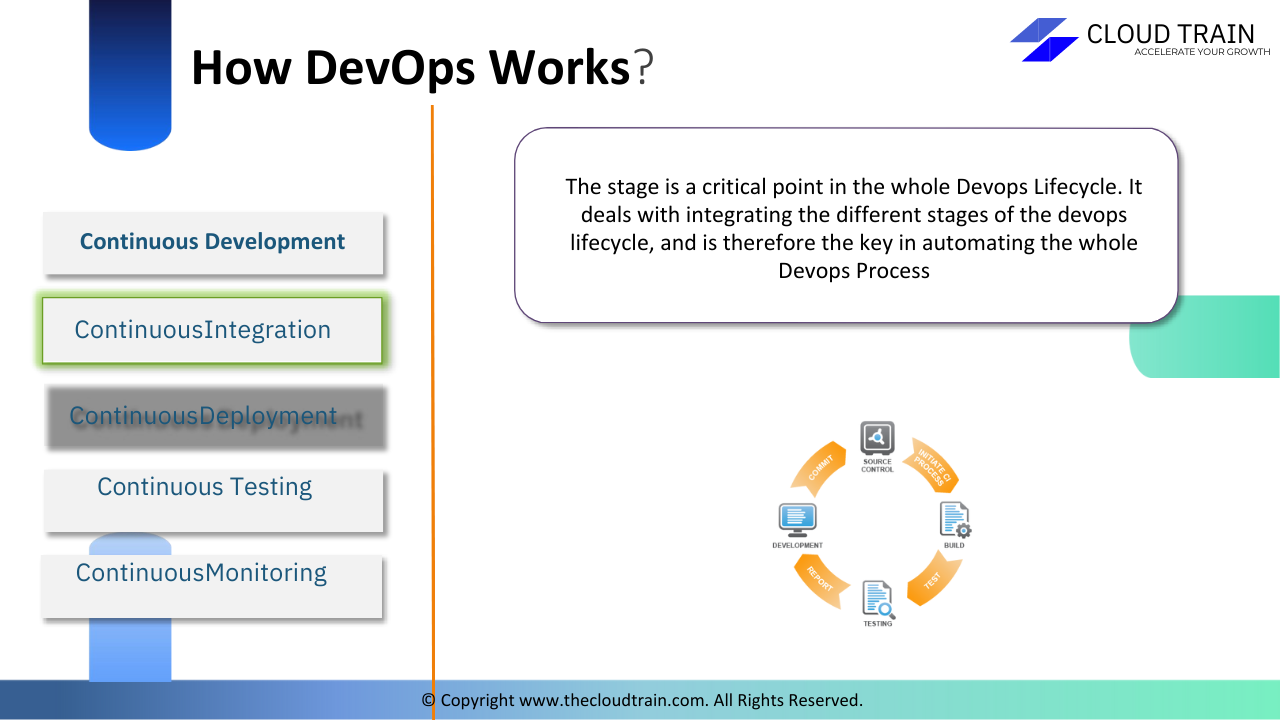 How DevOps Works?
CLOUD TRAIN
ACCELERATE YOUR GROWTH
Continuous Development
ContinuousIntegration
ContinuousDeployment
Continuous Testing
ContinuousMonitoring
The stage is a critical point in the whole Devops Lifecycle. It
deals with integrating the different stages of the devops
lifecycle, and is therefore the key in automating the whole
Devops Process
SOURCE
CONTROL
INITIATE CI
PROCESS
BUILD
TEST
TESTING
REPORT
DEVELOPMENT
COMMIT
© Copyright www.thecloudtrain.com. All Rights Reserved.